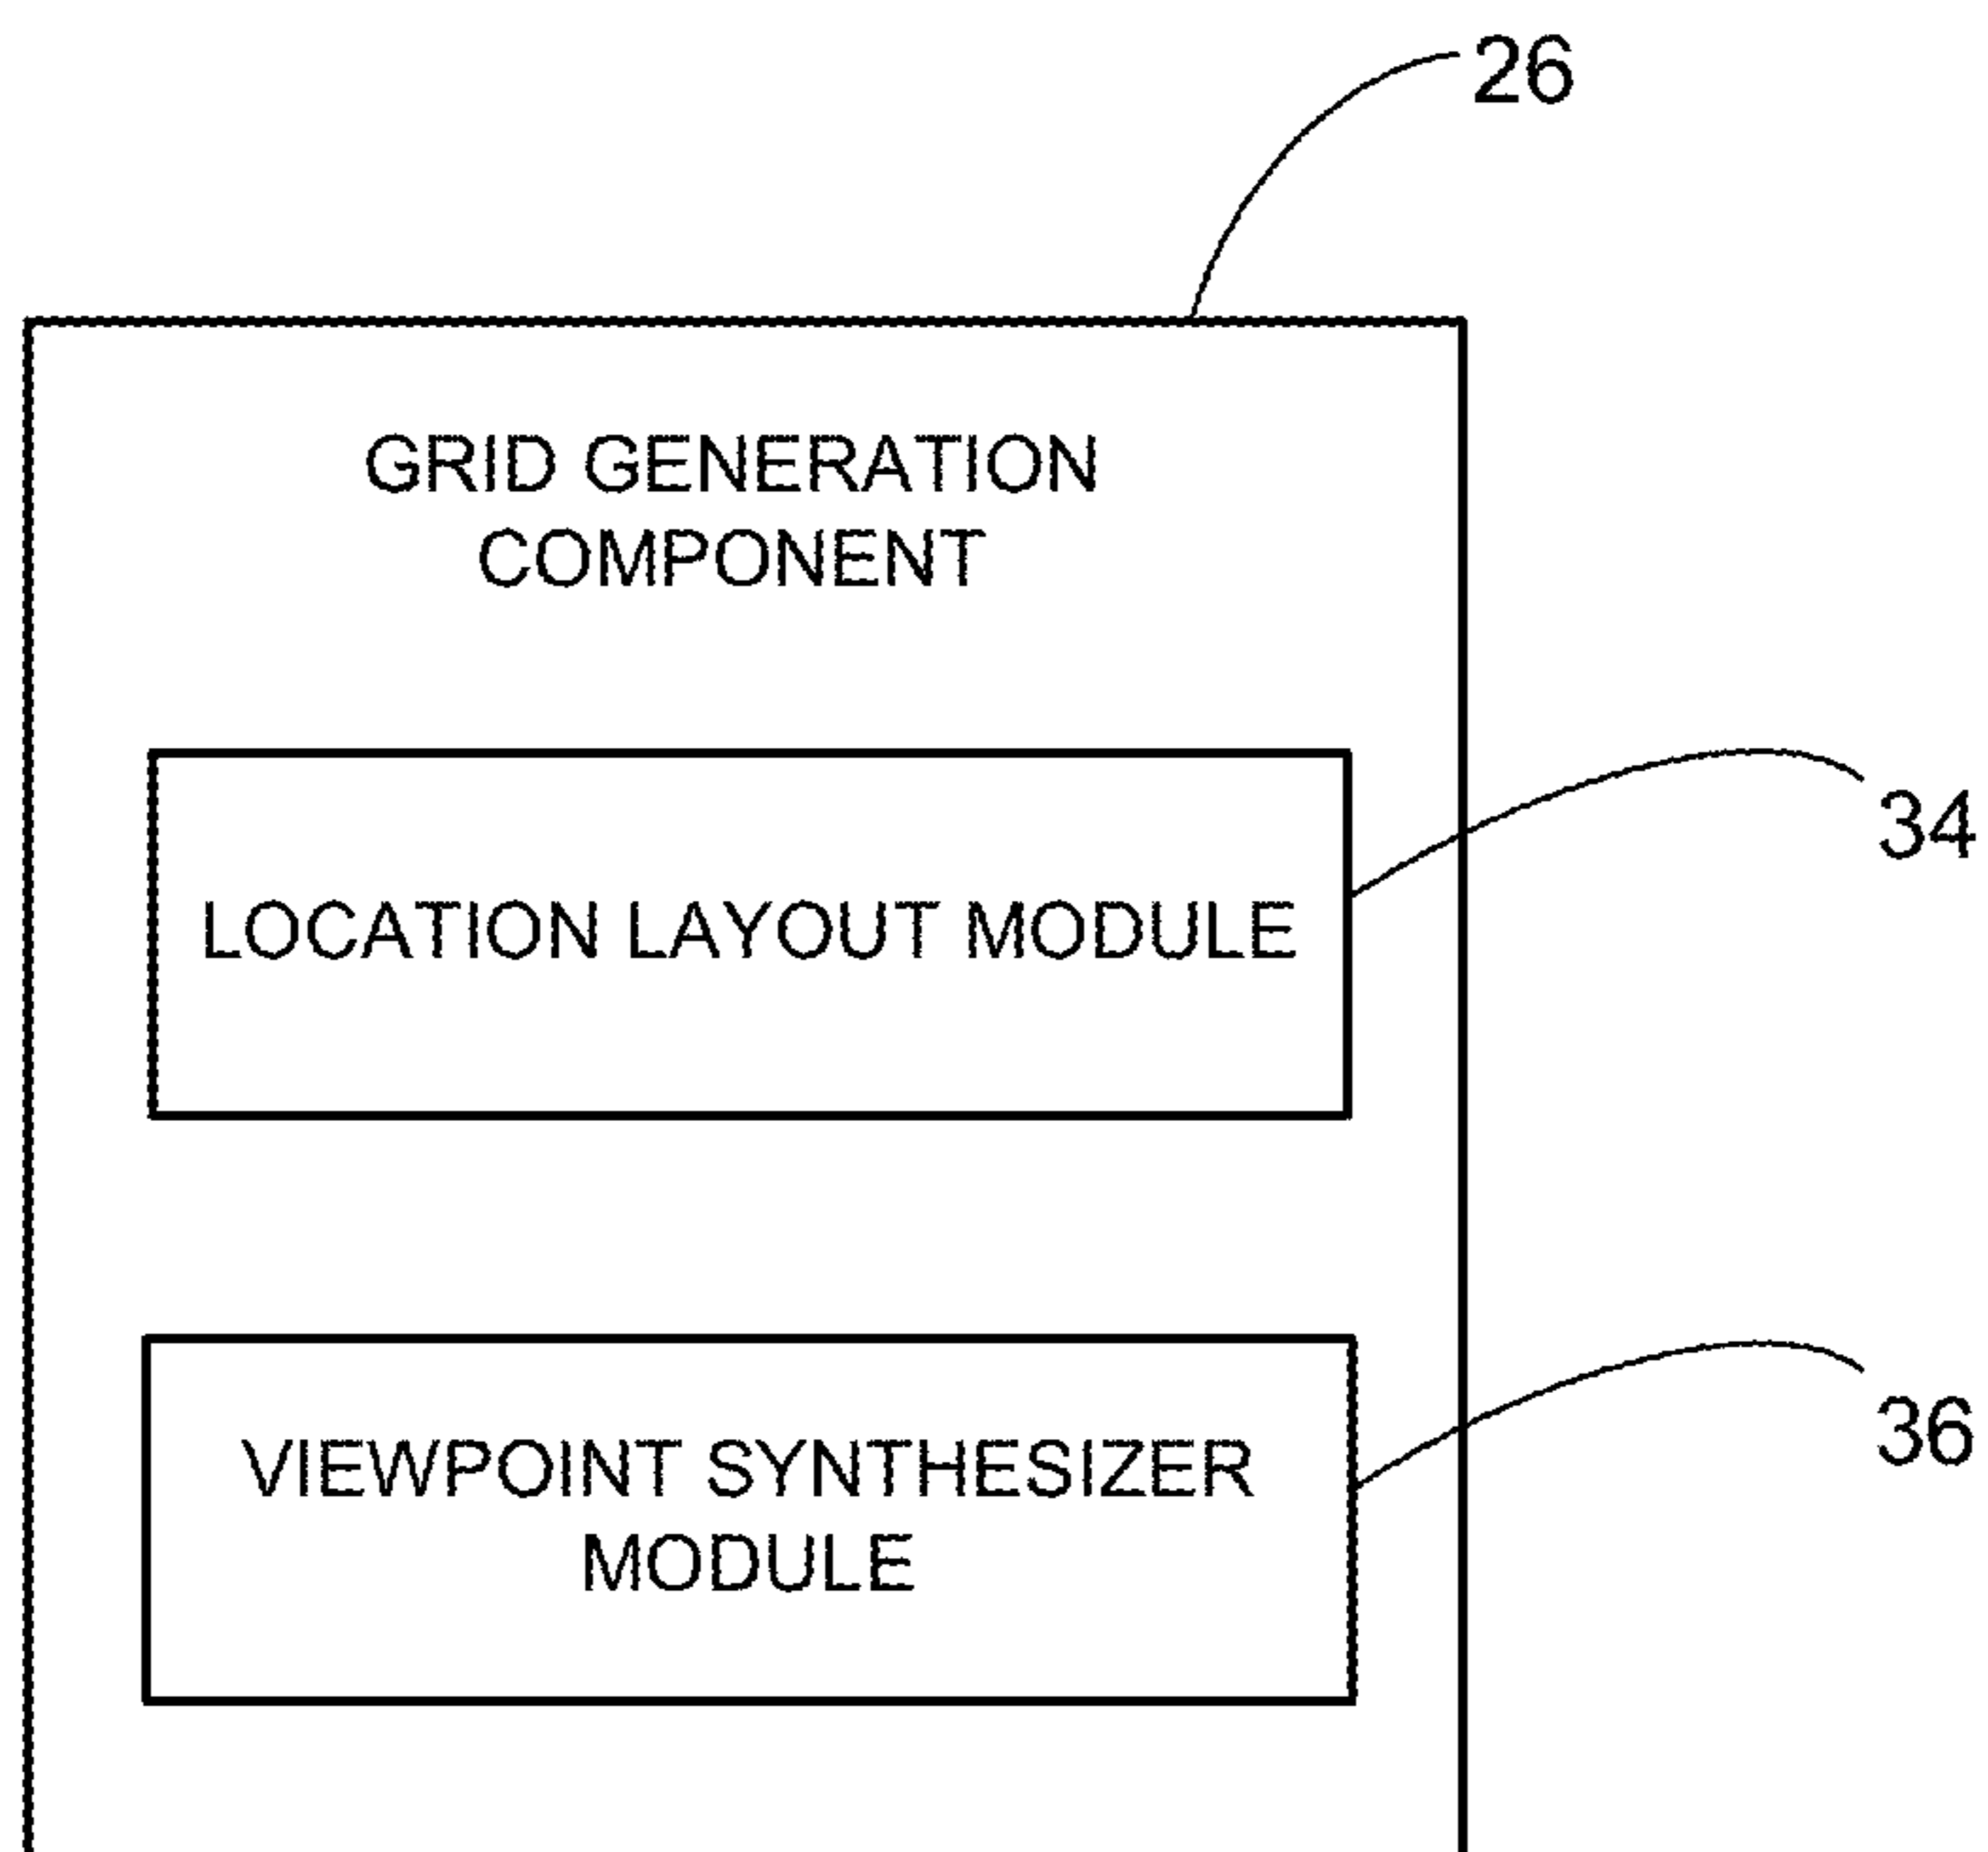 26
GRID GENERATION
COMPONENT
34
LOCATION LAYOUT MODULE
36
VIEWPOINT SYNTHESIZER
MODULE